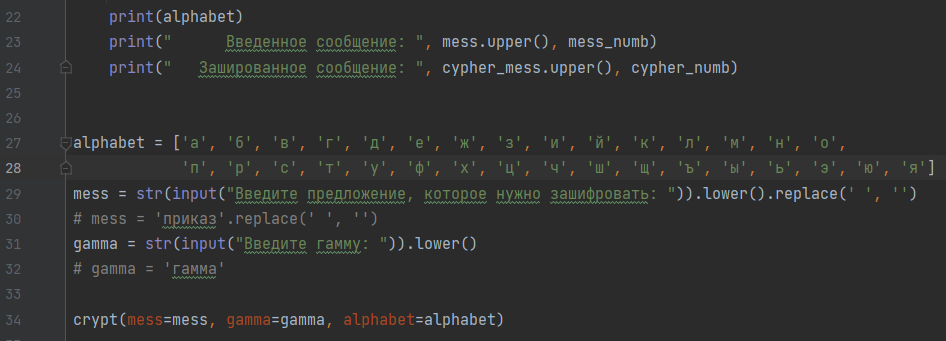 22 print(alphabet)
23 print("      Введенное сообщение: ", mess.upper(), mess_numb)
24 print("   Зашированное сообщение: ", cypher_mess.upper(), cypher_numb)
25
26
27 alphabet = ['а', 'б', 'в', 'г', 'д', 'е', 'ж', 'з', 'и', 'й', 'к', 'л', 'м', 'н', 'о',
28 'п', 'р', 'с', 'т', 'у', 'ф', 'х', 'ц', 'ч', 'ш', 'щ', 'ъ', 'ы', 'ь', 'э', 'ю', 'я']
29 mess = str(input("Введите предложение, которое нужно зашифровать: ")).lower().replace(' ', '')
30 # mess = 'приказ'.replace(' ', '')
31 gamma = str(input("Введите гамму: ")).lower()
32 # gamma = 'гамма'
33
34 crypt(mess=mess, gamma=gamma, alphabet=alphabet)